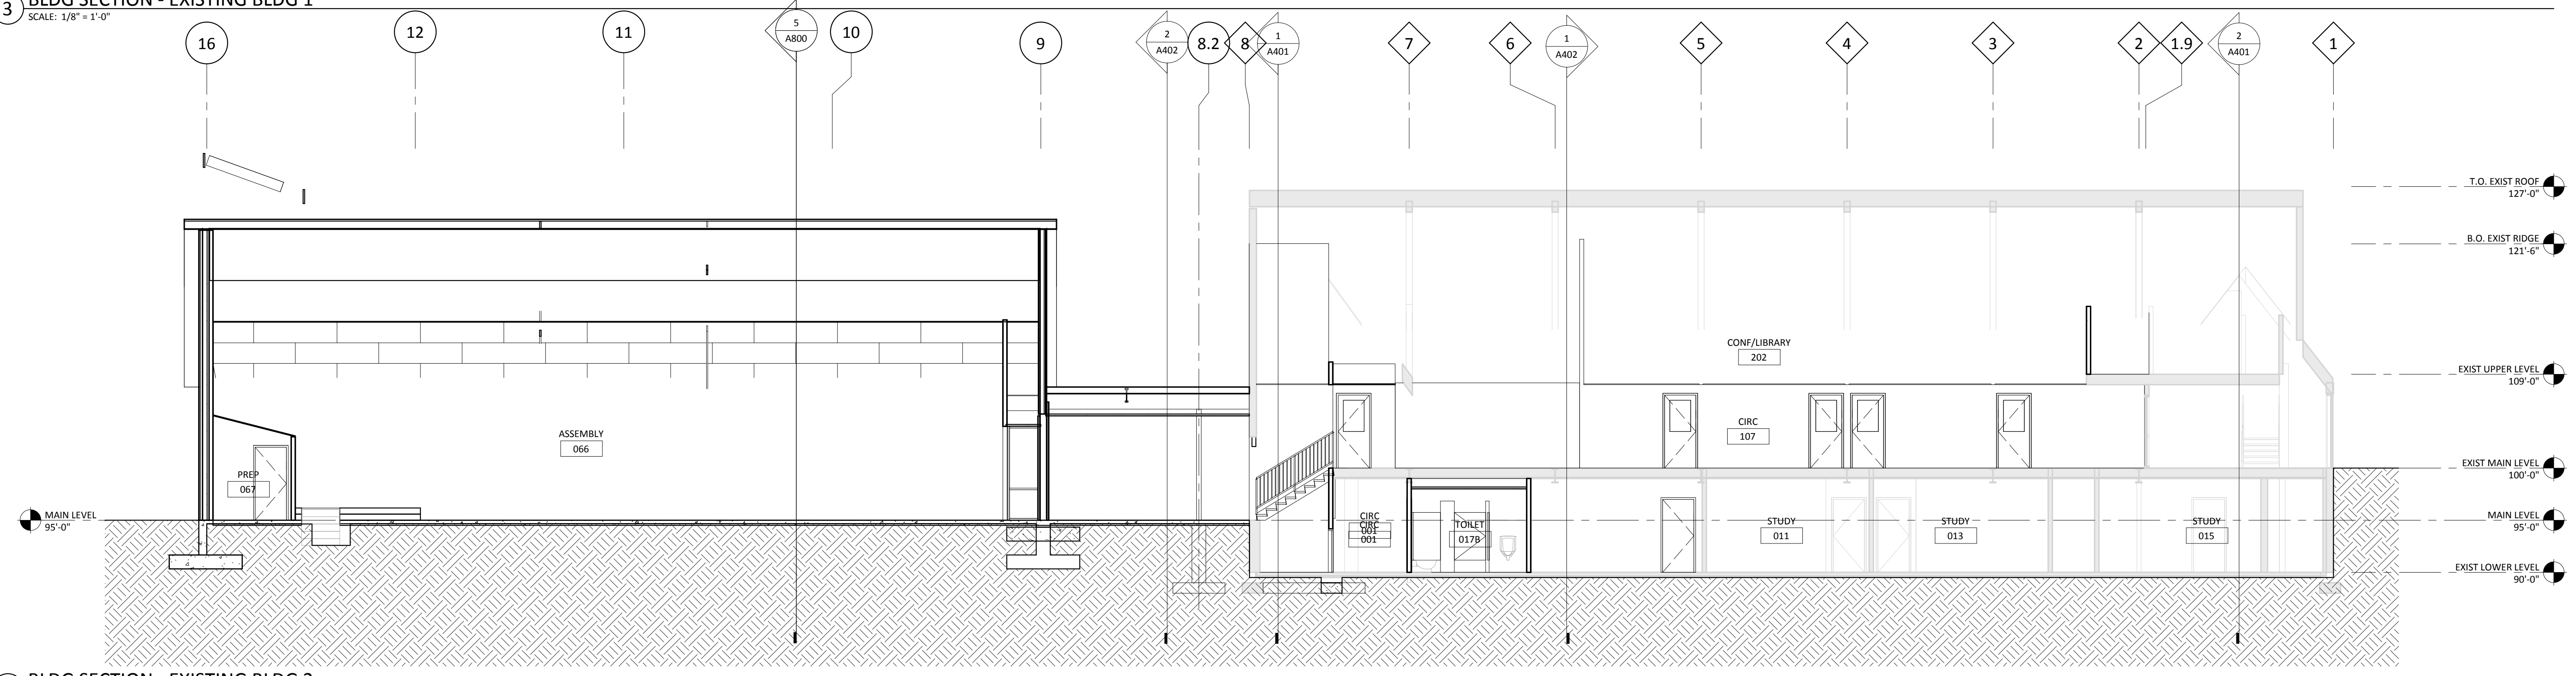 3 BLDG SECTION - EXISTING BLDG 1
SCALE: 1/8" = 1'-0"
16 12 11 5 A800 10 9 2 A402 8.2 8 1 A401 7 6 1 A402 5 4 3 2 1.9 2 A401 1
T.O. EXIST ROOF
127'-0"
B.O. EXIST RIDGE
121'-6"
CONF/LIBRARY
202
EXIST UPPER LEVEL
109'-0"
ASSEMBLY
066
CIRC
107
PREP
067
EXIST MAIN LEVEL
100'-0"
MAIN LEVEL
95'-0"
CIRC
001
CIRC
001
TOILET
017B
STUDY
011
STUDY
013
STUDY
015
MAIN LEVEL
95'-0"
EXIST LOWER LEVEL
90'-0"
BLDG SECTION - EXISTING BLDG 2